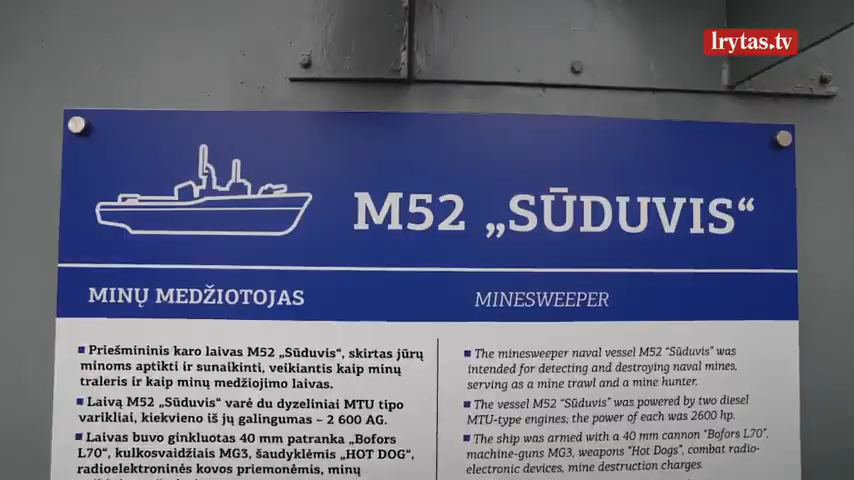 lrytas.tv
M52 „SŪDUVIS“
MINŲ MEDŽIOTOJAS
Priešmininis karo laivas M52 „Sūduvis“, skirtas jūrų
minoms aptikti ir sunaikinti, veikiantis kaip minų
traleris ir kaip minų medžiojimo laivas.
Laivą M52 „Sūduvis“ varė du dyzeliniai MTU tipo
varikliai, kiekvieno iš jų galingumas – 2 600 AG.
Laivas buvo ginkluotas 40 mm patranka „Bofors
L70“, kulkosvaidžiais MG3, šaudyklėmis „HOT DOG“,
radioelektroninės kovos priemonėmis, minų
MINESWEEPER
The minesweeper naval vessel M52 “Sūduvis” was
intended for detecting and destroying naval mines,
serving as a mine trawl and a mine hunter.
The vessel M52 “Sūduvis” was powered by two diesel
MTU-type engines; the power of each was 2600 hp.
The ship was armed with a 40 mm cannon “Bofors L70”,
machine-guns MG3, weapons “Hot Dogs”, combat radio-
electronic devices, mine destruction charges.